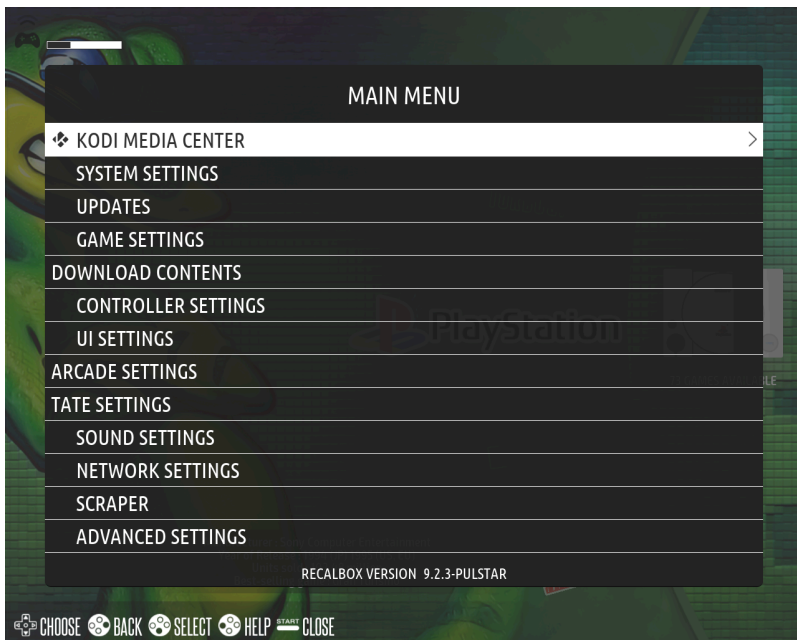 MAIN MENU
KODI MEDIA CENTER
SYSTEM SETTINGS
UPDATES
GAME SETTINGS
DOWNLOAD CONTENTS
CONTROLLER SETTINGS
UI SETTINGS
PlayStation
ARCADE SETTINGS
TATE SETTINGS
SOUND SETTINGS
NETWORK SETTINGS
SCRAPER
ADVANCED SETTINGS
RECALBOX VERSION 9.2.3-PULSTAR
CHOOSE BACK SELECT HELP START CLOSE